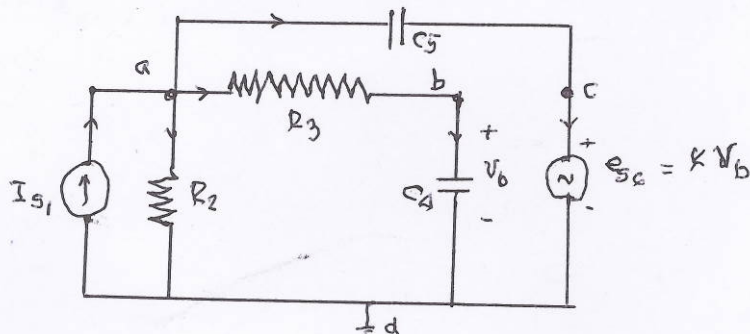 C5
a
b
c
R3
+
+
Is1
R2
C4
Vb
~
es6 = K Vb
-
-
d